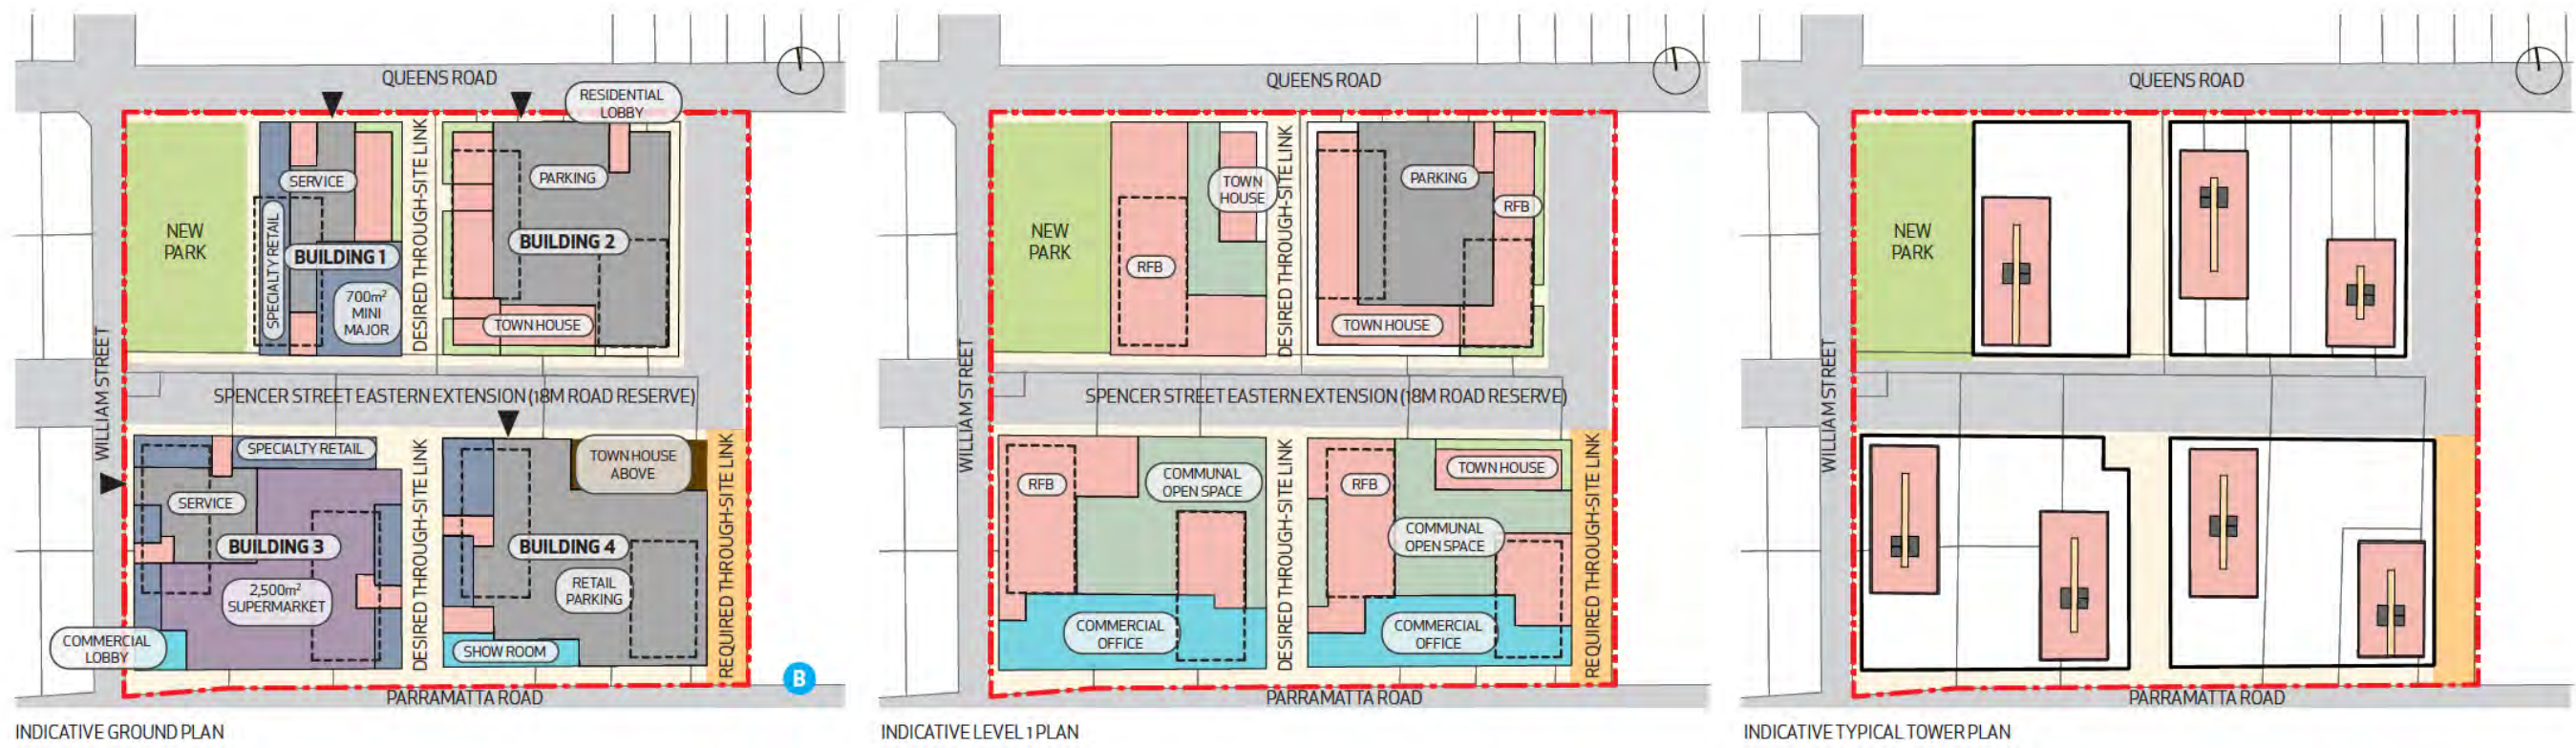 QUEENS ROAD
RESIDENTIAL
LOBBY
SERVICE
PARKING
NEW
PARK
SPECIALTY RETAIL
BUILDING 1
700m²
MINI
MAJOR
DESIRED THROUGH-SITE LINK
BUILDING 2
TOWN HOUSE
WILLIAM STREET
SPENCER STREET EASTERN EXTENSION (18M ROAD RESERVE)
SPECIALTY RETAIL
TOWN HOUSE
ABOVE
SERVICE
BUILDING 3
2,500m²
SUPERMARKET
COMMERCIAL
LOBBY
DESIRED THROUGH-SITE LINK
BUILDING 4
RETAIL
PARKING
SHOW ROOM
REQUIRED THROUGH-SITE LINK
B
PARRAMATTA ROAD
INDICATIVE GROUND PLAN
QUEENS ROAD
NEW
PARK
TOWN
HOUSE
RFB
DESIRED THROUGH-SITE LINK
PARKING
RFB
TOWN HOUSE
WILLIAM STREET
SPENCER STREET EASTERN EXTENSION (18M ROAD RESERVE)
RFB
COMMUNAL
OPEN SPACE
COMMERCIAL
OFFICE
DESIRED THROUGH-SITE LINK
RFB
TOWN HOUSE
COMMUNAL
OPEN SPACE
COMMERCIAL
OFFICE
REQUIRED THROUGH-SITE LINK
PARRAMATTA ROAD
INDICATIVE LEVEL 1 PLAN
QUEENS ROAD
NEW
PARK
WILLIAM STREET
PARRAMATTA ROAD
INDICATIVE TYPICAL TOWER PLAN